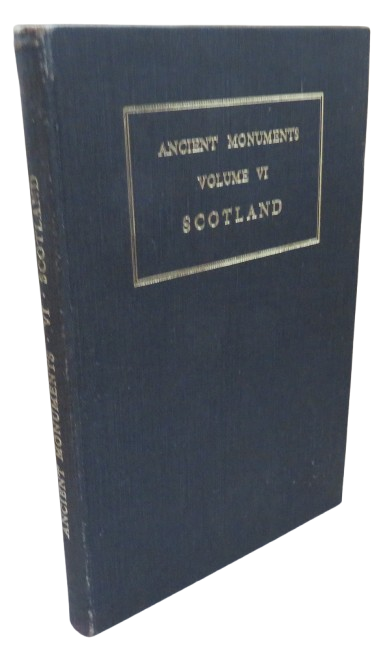 ANCIENT MONUMENTS
VOLUME VI
SCOTLAND
ANCIENT MONUMENTS · VI · SCOTLAND